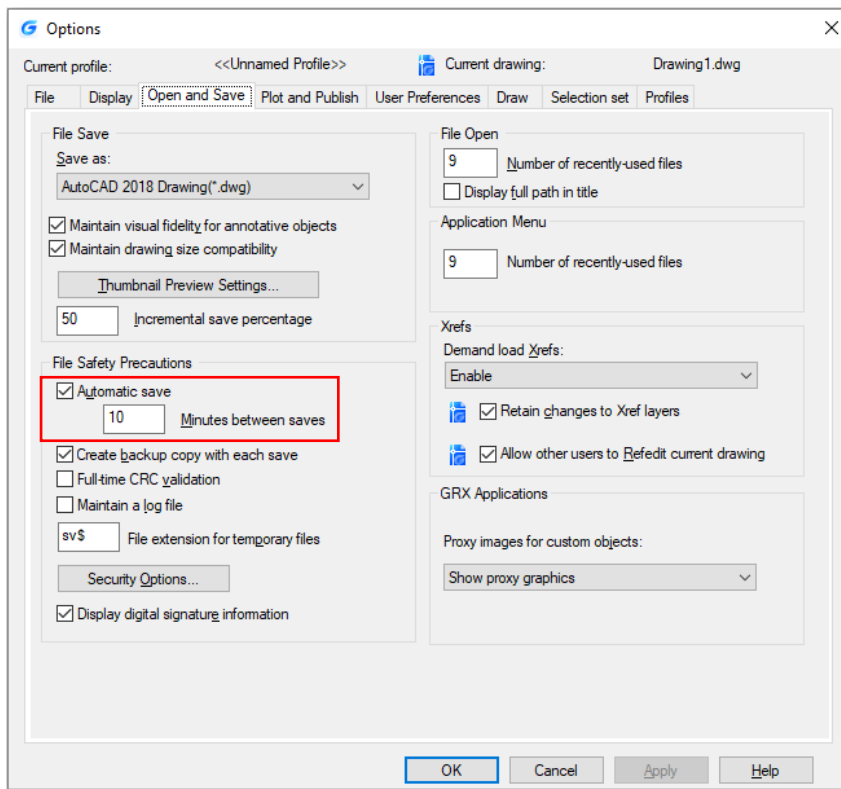 Options
Current profile: <<Unnamed Profile>> Current drawing: Drawing1.dwg
File Display Open and Save Plot and Publish User Preferences Draw Selection set Profiles
File Save
Save as:
AutoCAD 2018 Drawing(*.dwg)
Maintain visual fidelity for annotative objects
Maintain drawing size compatibility
Thumbnail Preview Settings...
50 Incremental save percentage
File Safety Precautions
Automatic save
10 Minutes between saves
Create backup copy with each save
Full-time CRC validation
Maintain a log file
sv$ File extension for temporary files
Security Options...
Display digital signature information
File Open
9 Number of recently-used files
Display full path in title
Application Menu
9 Number of recently-used files
Xrefs
Demand load Xrefs:
Enable
Retain changes to Xref layers
Allow other users to Refedit current drawing
GRX Applications
Proxy images for custom objects:
Show proxy graphics
OK Cancel Apply Help